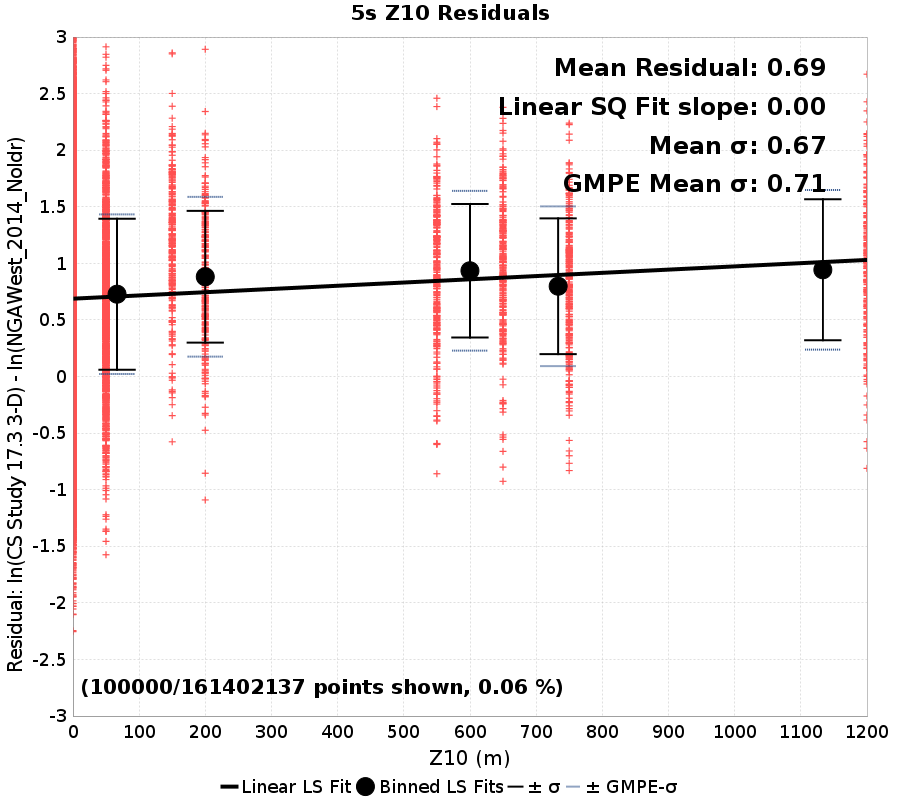 5s Z10 Residuals
Mean Residual: 0.69
Linear SQ Fit slope: 0.00
Mean σ: 0.67
GMPE Mean σ: 0.71
Residual: ln(CS Study 17.3 3-D) - ln(NGAWest_2014_NoIdr)
3
2.5
2
1.5
1
0.5
0
-0.5
-1
-1.5
-2
-2.5
-3
(100000/161402137 points shown, 0.06 %)
0 100 200 300 400 500 600 700 800 900 1000 1100 1200
Z10 (m)
Linear LS Fit Binned LS Fits ± σ ± GMPE-σ